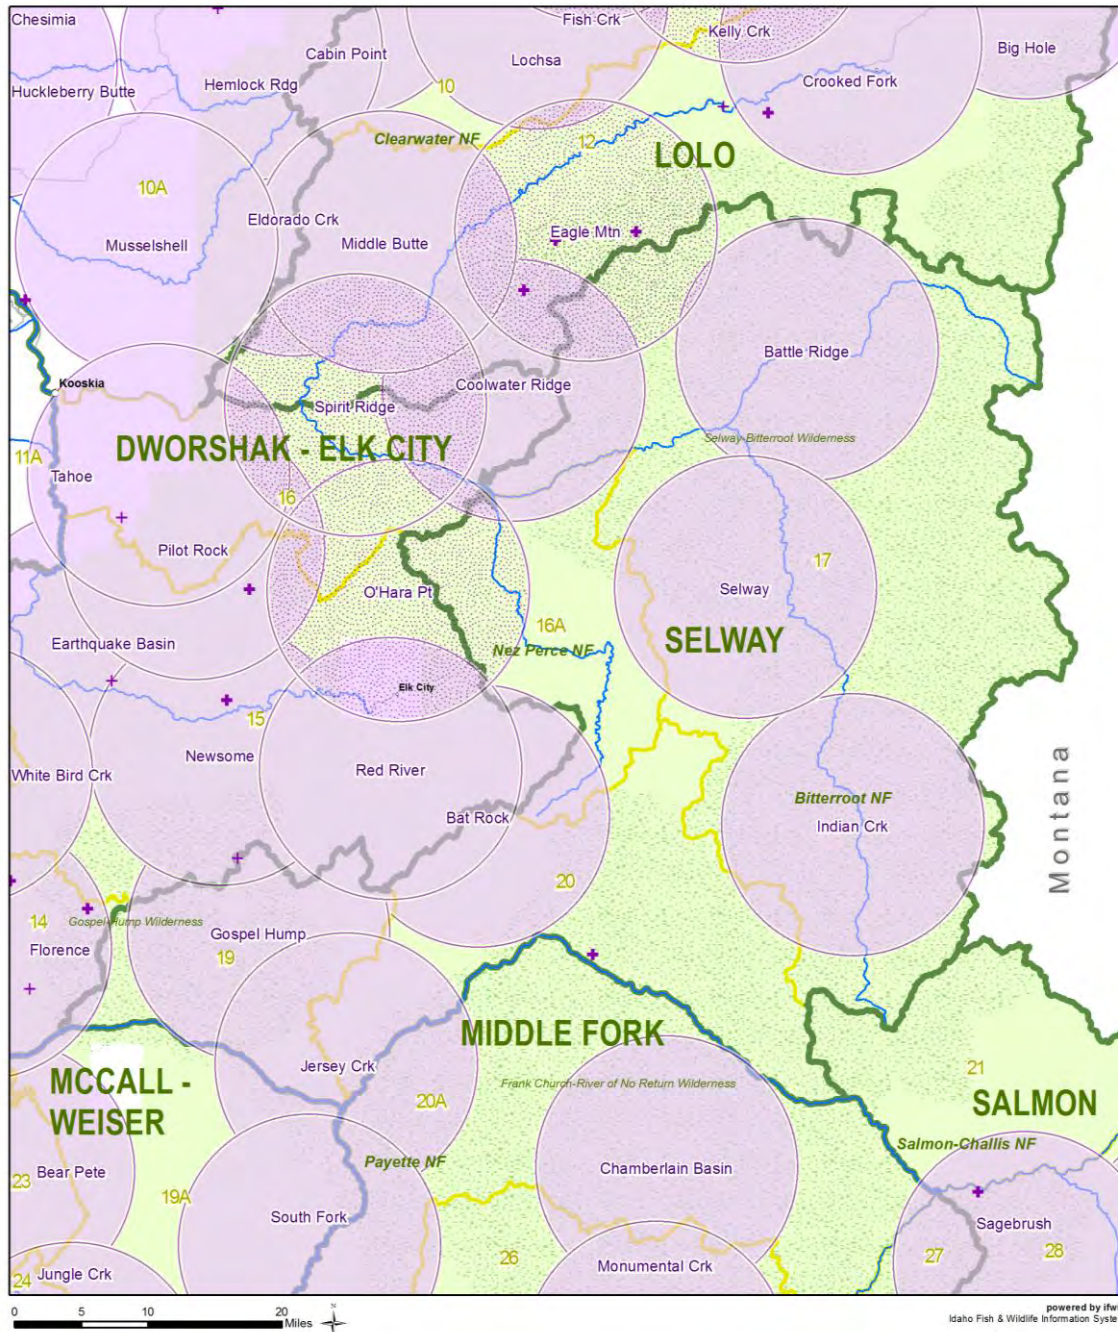 Chesimia
Fish Crk
Kelly Crk
Cabin Point
Lochsa
Big Hole
Hemlock Rdg
10
Crooked Fork
Huckleberry Butte
Clearwater NF
12
LOLO
10A
Eldorado Crk
Musselshell
Middle Butte
Eagle Mtn
Battle Ridge
Kooskia
Coolwater Ridge
Spirit Ridge
Selway-Bitterroot Wilderness
DWORSHAK - ELK CITY
11A
Tahoe
16
Pilot Rock
17
O'Hara Pt
Selway
16A
Earthquake Basin
SELWAY
Nez Perce NF
Elk City
15
Newsome
Red River
White Bird Crk
Montana
Bitterroot NF
Bat Rock
Indian Crk
20
14
Gospel-Hump Wilderness
Gospel Hump
Florence
19
MIDDLE FORK
Jersey Crk
21
MCCALL -
WEISER
Frank Church-River of No Return Wilderness
20A
SALMON
Salmon-Challis NF
Payette NF
Bear Pete
Chamberlain Basin
23
19A
South Fork
Sagebrush
26
27
28
Monumental Crk
Jungle Crk
24
0 5 10 20
Miles
N
powered by ifwi
Idaho Fish & Wildlife Information Syste